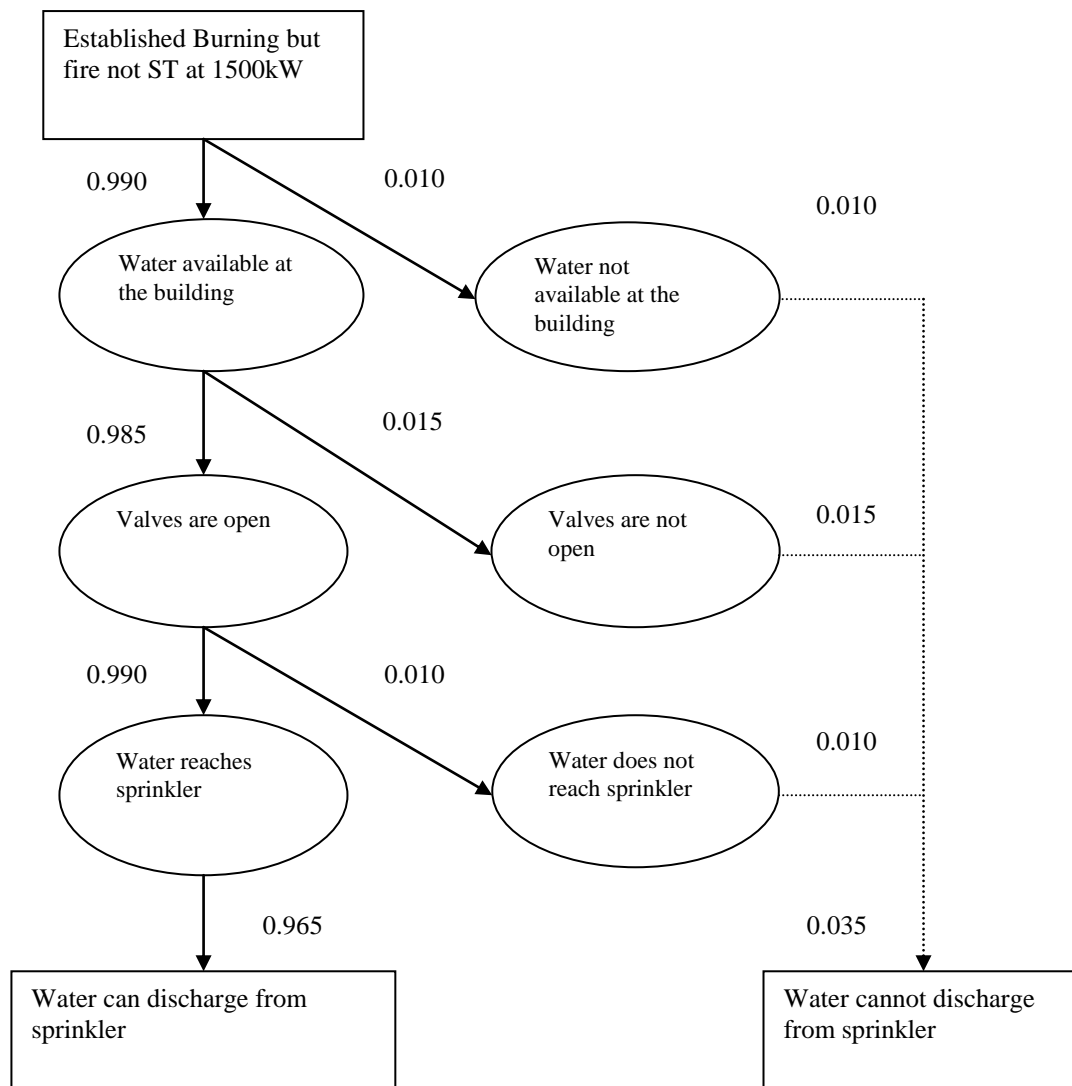 Established Burning but
fire not ST at 1500kW
0.990
0.010
0.010
Water available at
the building
Water not
available at the
building
0.985
0.015
Valves are open
Valves are not
open
0.015
0.990
0.010
Water reaches
sprinkler
Water does not
reach sprinkler
0.010
0.965
0.035
Water can discharge from
sprinkler
Water cannot discharge
from sprinkler